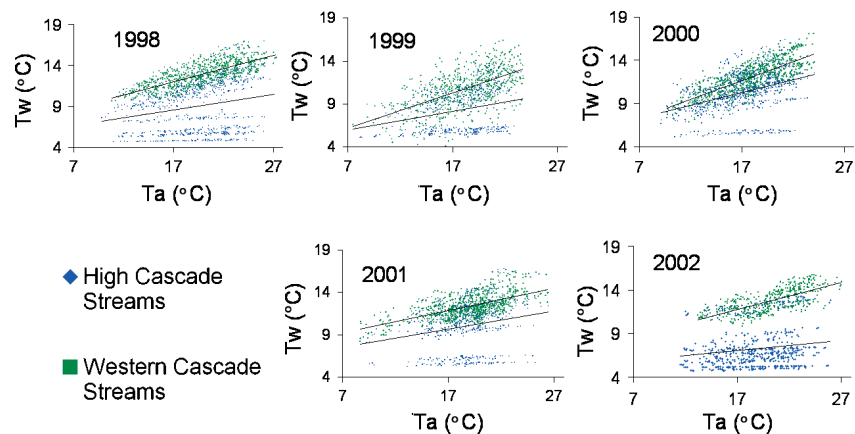 19
14
9
4
Tw (°C)
1998
7 17 27
Ta (°C)
19
14
9
4
Tw (°C)
1999
7 17 27
Ta (°C)
19
14
9
4
Tw (°C)
2000
7 17 27
Ta (°C)
High Cascade
Streams
Western Cascade
Streams
19
14
9
4
Tw (°C)
2001
7 17 27
Ta (°C)
19
14
9
4
Tw (°C)
2002
7 17 27
Ta (°C)